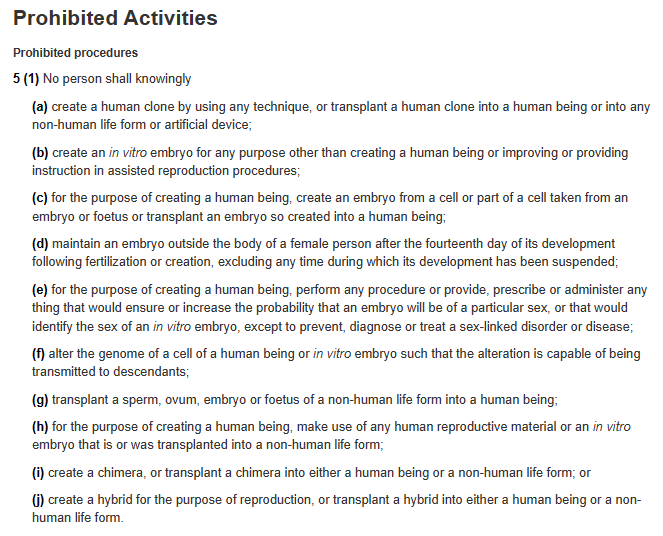 Prohibited Activities
Prohibited procedures
5 (1) No person shall knowingly
(a) create a human clone by using any technique, or transplant a human clone into a human being or into any
non-human life form or artificial device;
(b) create an in vitro embryo for any purpose other than creating a human being or improving or providing
instruction in assisted reproduction procedures;
(c) for the purpose of creating a human being, create an embryo from a cell or part of a cell taken from an
embryo or foetus or transplant an embryo so created into a human being;
(d) maintain an embryo outside the body of a female person after the fourteenth day of its development
following fertilization or creation, excluding any time during which its development has been suspended;
(e) for the purpose of creating a human being, perform any procedure or provide, prescribe or administer any
thing that would ensure or increase the probability that an embryo will be of a particular sex, or that would
identify the sex of an in vitro embryo, except to prevent, diagnose or treat a sex-linked disorder or disease;
(f) alter the genome of a cell of a human being or in vitro embryo such that the alteration is capable of being
transmitted to descendants;
(g) transplant a sperm, ovum, embryo or foetus of a non-human life form into a human being;
(h) for the purpose of creating a human being, make use of any human reproductive material or an in vitro
embryo that is or was transplanted into a non-human life form;
(i) create a chimera, or transplant a chimera into either a human being or a non-human life form; or
(j) create a hybrid for the purpose of reproduction, or transplant a hybrid into either a human being or a non-
human life form.